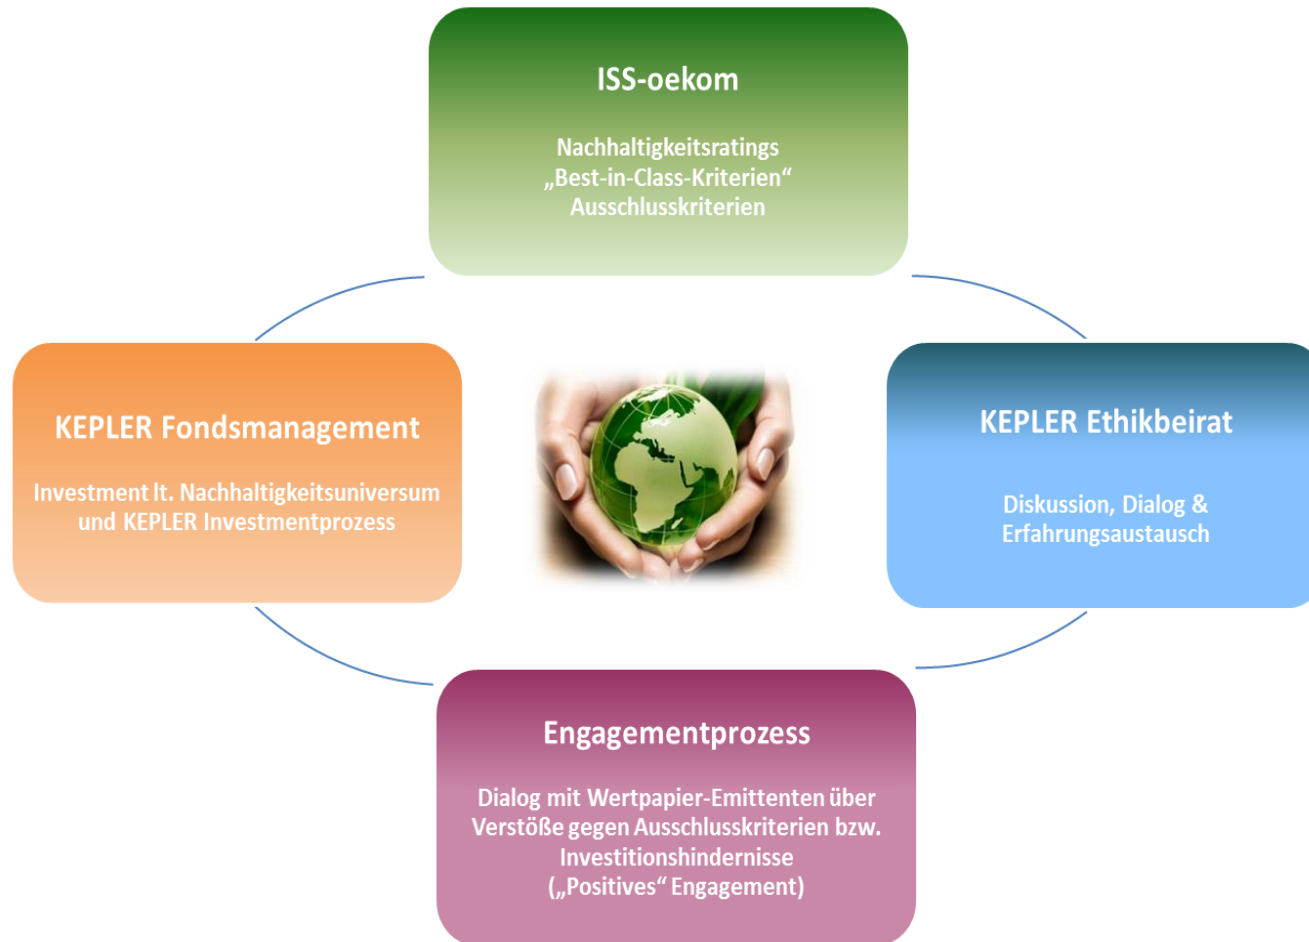 ISS-oekom
Nachhaltigkeitsratings
„Best-in-Class-Kriterien“
Ausschlusskriterien
KEPLER Fondsmanagement
Investment lt. Nachhaltigkeitsuniversum
und KEPLER Investmentprozess
KEPLER Ethikbeirat
Diskussion, Dialog &
Erfahrungsaustausch
Engagementprozess
Dialog mit Wertpapier-Emittenten über
Verstöße gegen Ausschlusskriterien bzw.
Investitionshindernisse
(„Positives“ Engagement)